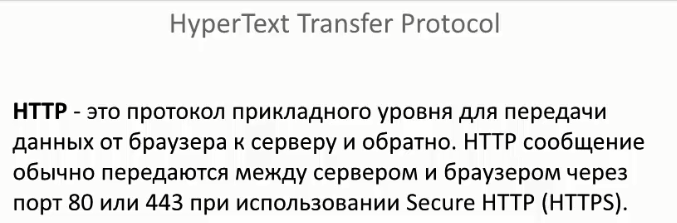 HyperText Transfer Protocol
HTTP - это протокол прикладного уровня для передачи
данных от браузера к серверу и обратно. HTTP сообщение
обычно передаются между сервером и браузером через
порт 80 или 443 при использовании Secure HTTP (HTTPS).